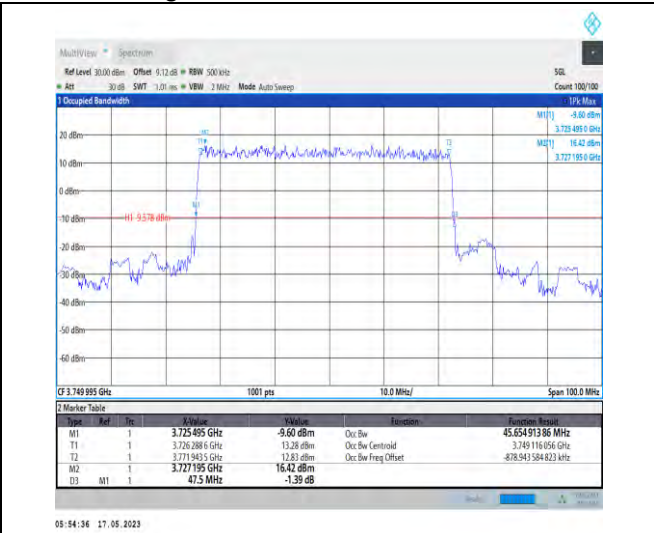 MultiView Spectrum
Ref Level 30.00 dBm Offset 9.12 dB RBW 500 kHz SGL
Att 30 dB SWT 1.01 ms VBW 2 MHz Mode Auto Sweep Count 100/100
1 Occupied Bandwidth 1Pk Max
M1[1] -9.60 dBm
3.725 495 0 GHz
M2[1] 16.42 dBm
3.727 195 0 GHz
20 dBm
M2
T1 T2
10 dBm
0 dBm
M1
D3
-10 dBm H1 -9.578 dBm
-20 dBm
-30 dBm
-40 dBm
-50 dBm
-60 dBm
CF 3.749 995 GHz 1001 pts 10.0 MHz/ Span 100.0 MHz
2 Marker Table
Type Ref Trc X-Value Y-Value Function Function Result
M1 1 3.725 495 GHz -9.60 dBm Occ Bw 45.654 913 86 MHz
T1 1 3.726 288 6 GHz 13.28 dBm Occ Bw Centroid 3.749 116 056 GHz
T2 1 3.771 943 5 GHz 12.83 dBm Occ Bw Freq Offset -878.943 584 823 kHz
M2 1 3.727 195 GHz 16.42 dBm
D3 M1 1 47.5 MHz -1.39 dB
05:54:36 17.05.2023